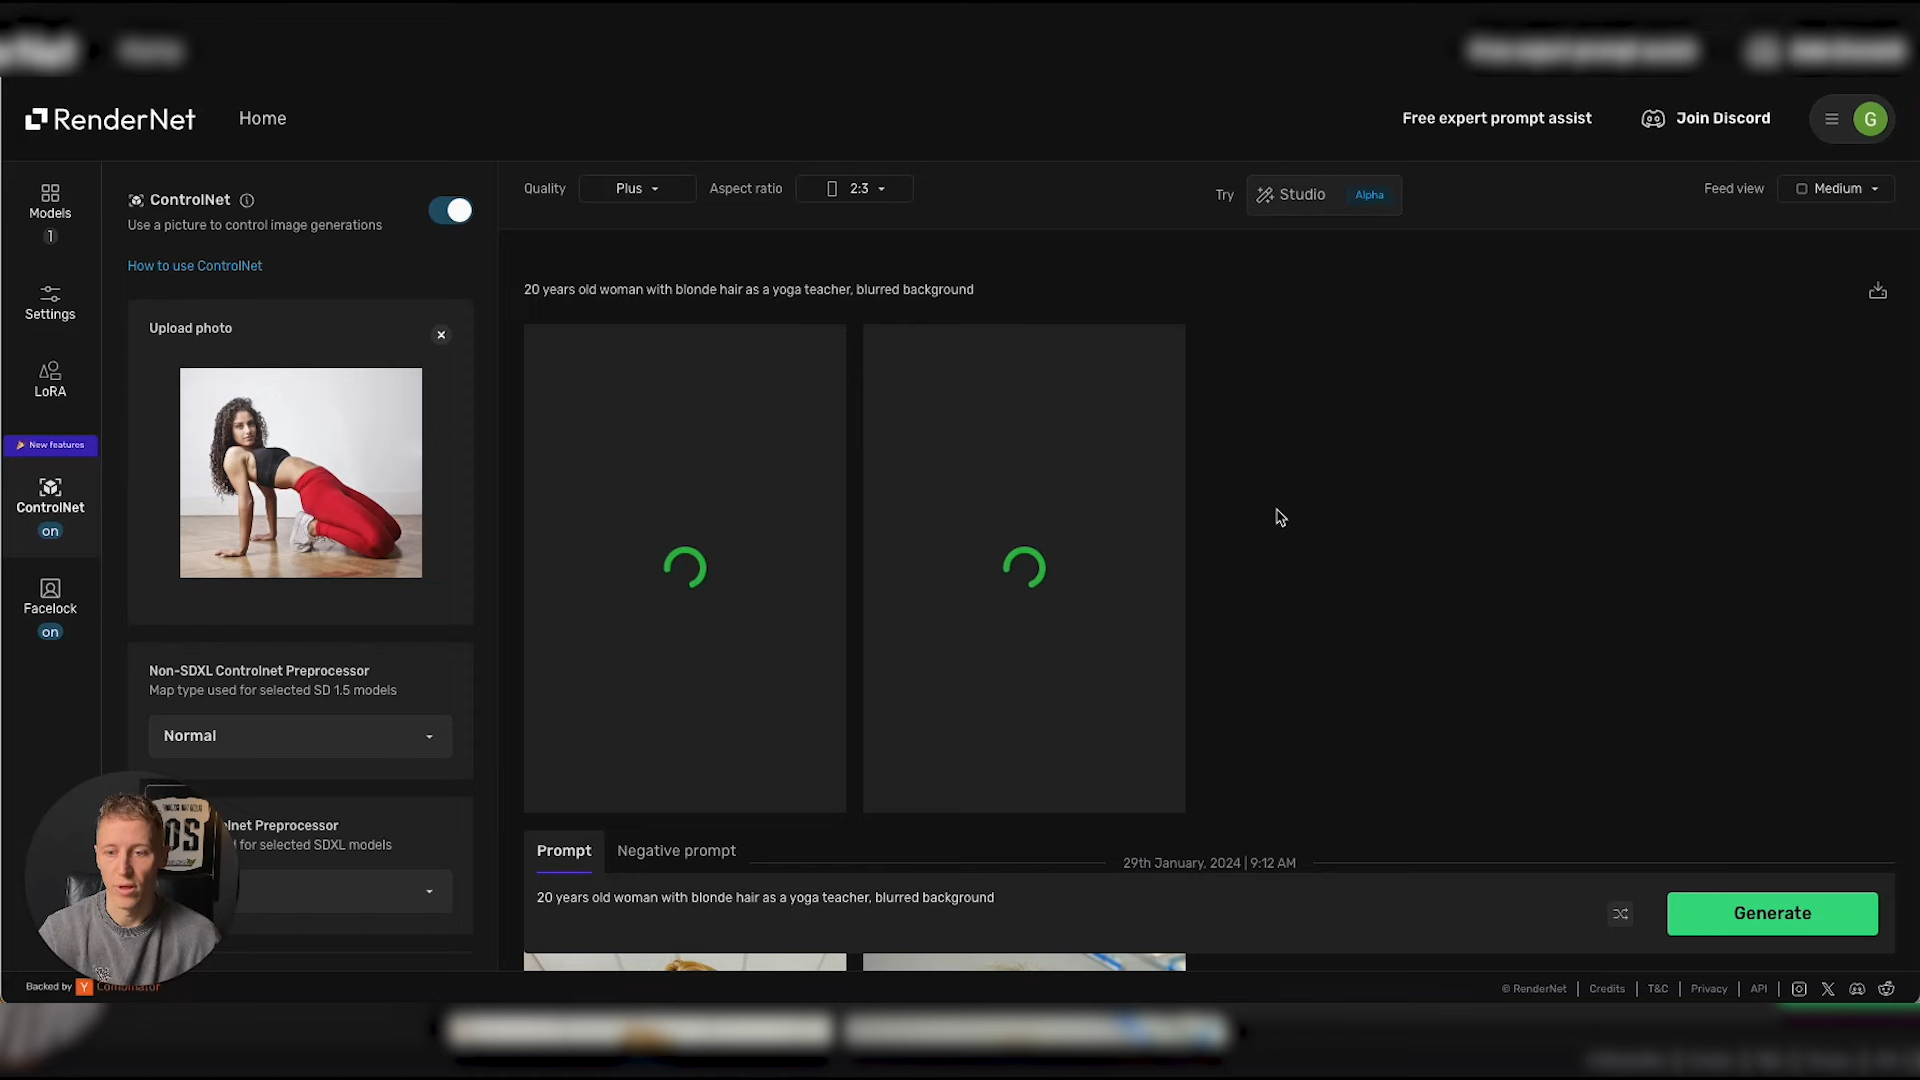 RenderNet
Home
Free expert prompt assist
Join Discord
G
Models
1
Settings
LoRA
New features
ControlNet
on
Facelock
on
ControlNet
Use a picture to control image generations
How to use ControlNet
Upload photo
Non-SDXL Controlnet Preprocessor
Map type used for selected SD 1.5 models
Normal
lnet Preprocessor
for selected SDXL models
Quality
Plus
Aspect ratio
2:3
Try
Studio
Alpha
Feed view
Medium
20 years old woman with blonde hair as a yoga teacher, blurred background
Prompt
Negative prompt
29th January, 2024 | 9:12 AM
20 years old woman with blonde hair as a yoga teacher, blurred background
Generate
Backed by
Y
Combinator
© RenderNet
Credits
T&C
Privacy
API